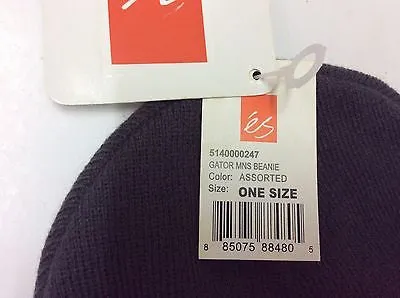 és
5140000247
GATOR MNS BEANIE
Color: ASSORTED
Size: ONE SIZE
8 85075 88480 5